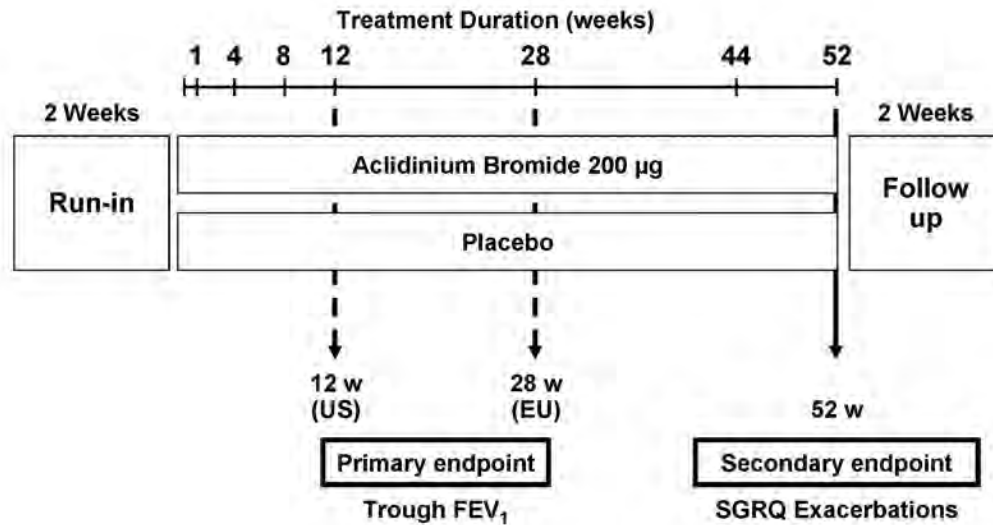 Treatment Duration (weeks)
1 4 8 12 28 44 52
2 Weeks
2 Weeks
Run-in
Aclidinium Bromide 200 µg
Placebo
Follow
up
12 w
(US)
28 w
(EU)
52 w
Primary endpoint
Secondary endpoint
Trough FEV₁
SGRQ Exacerbations